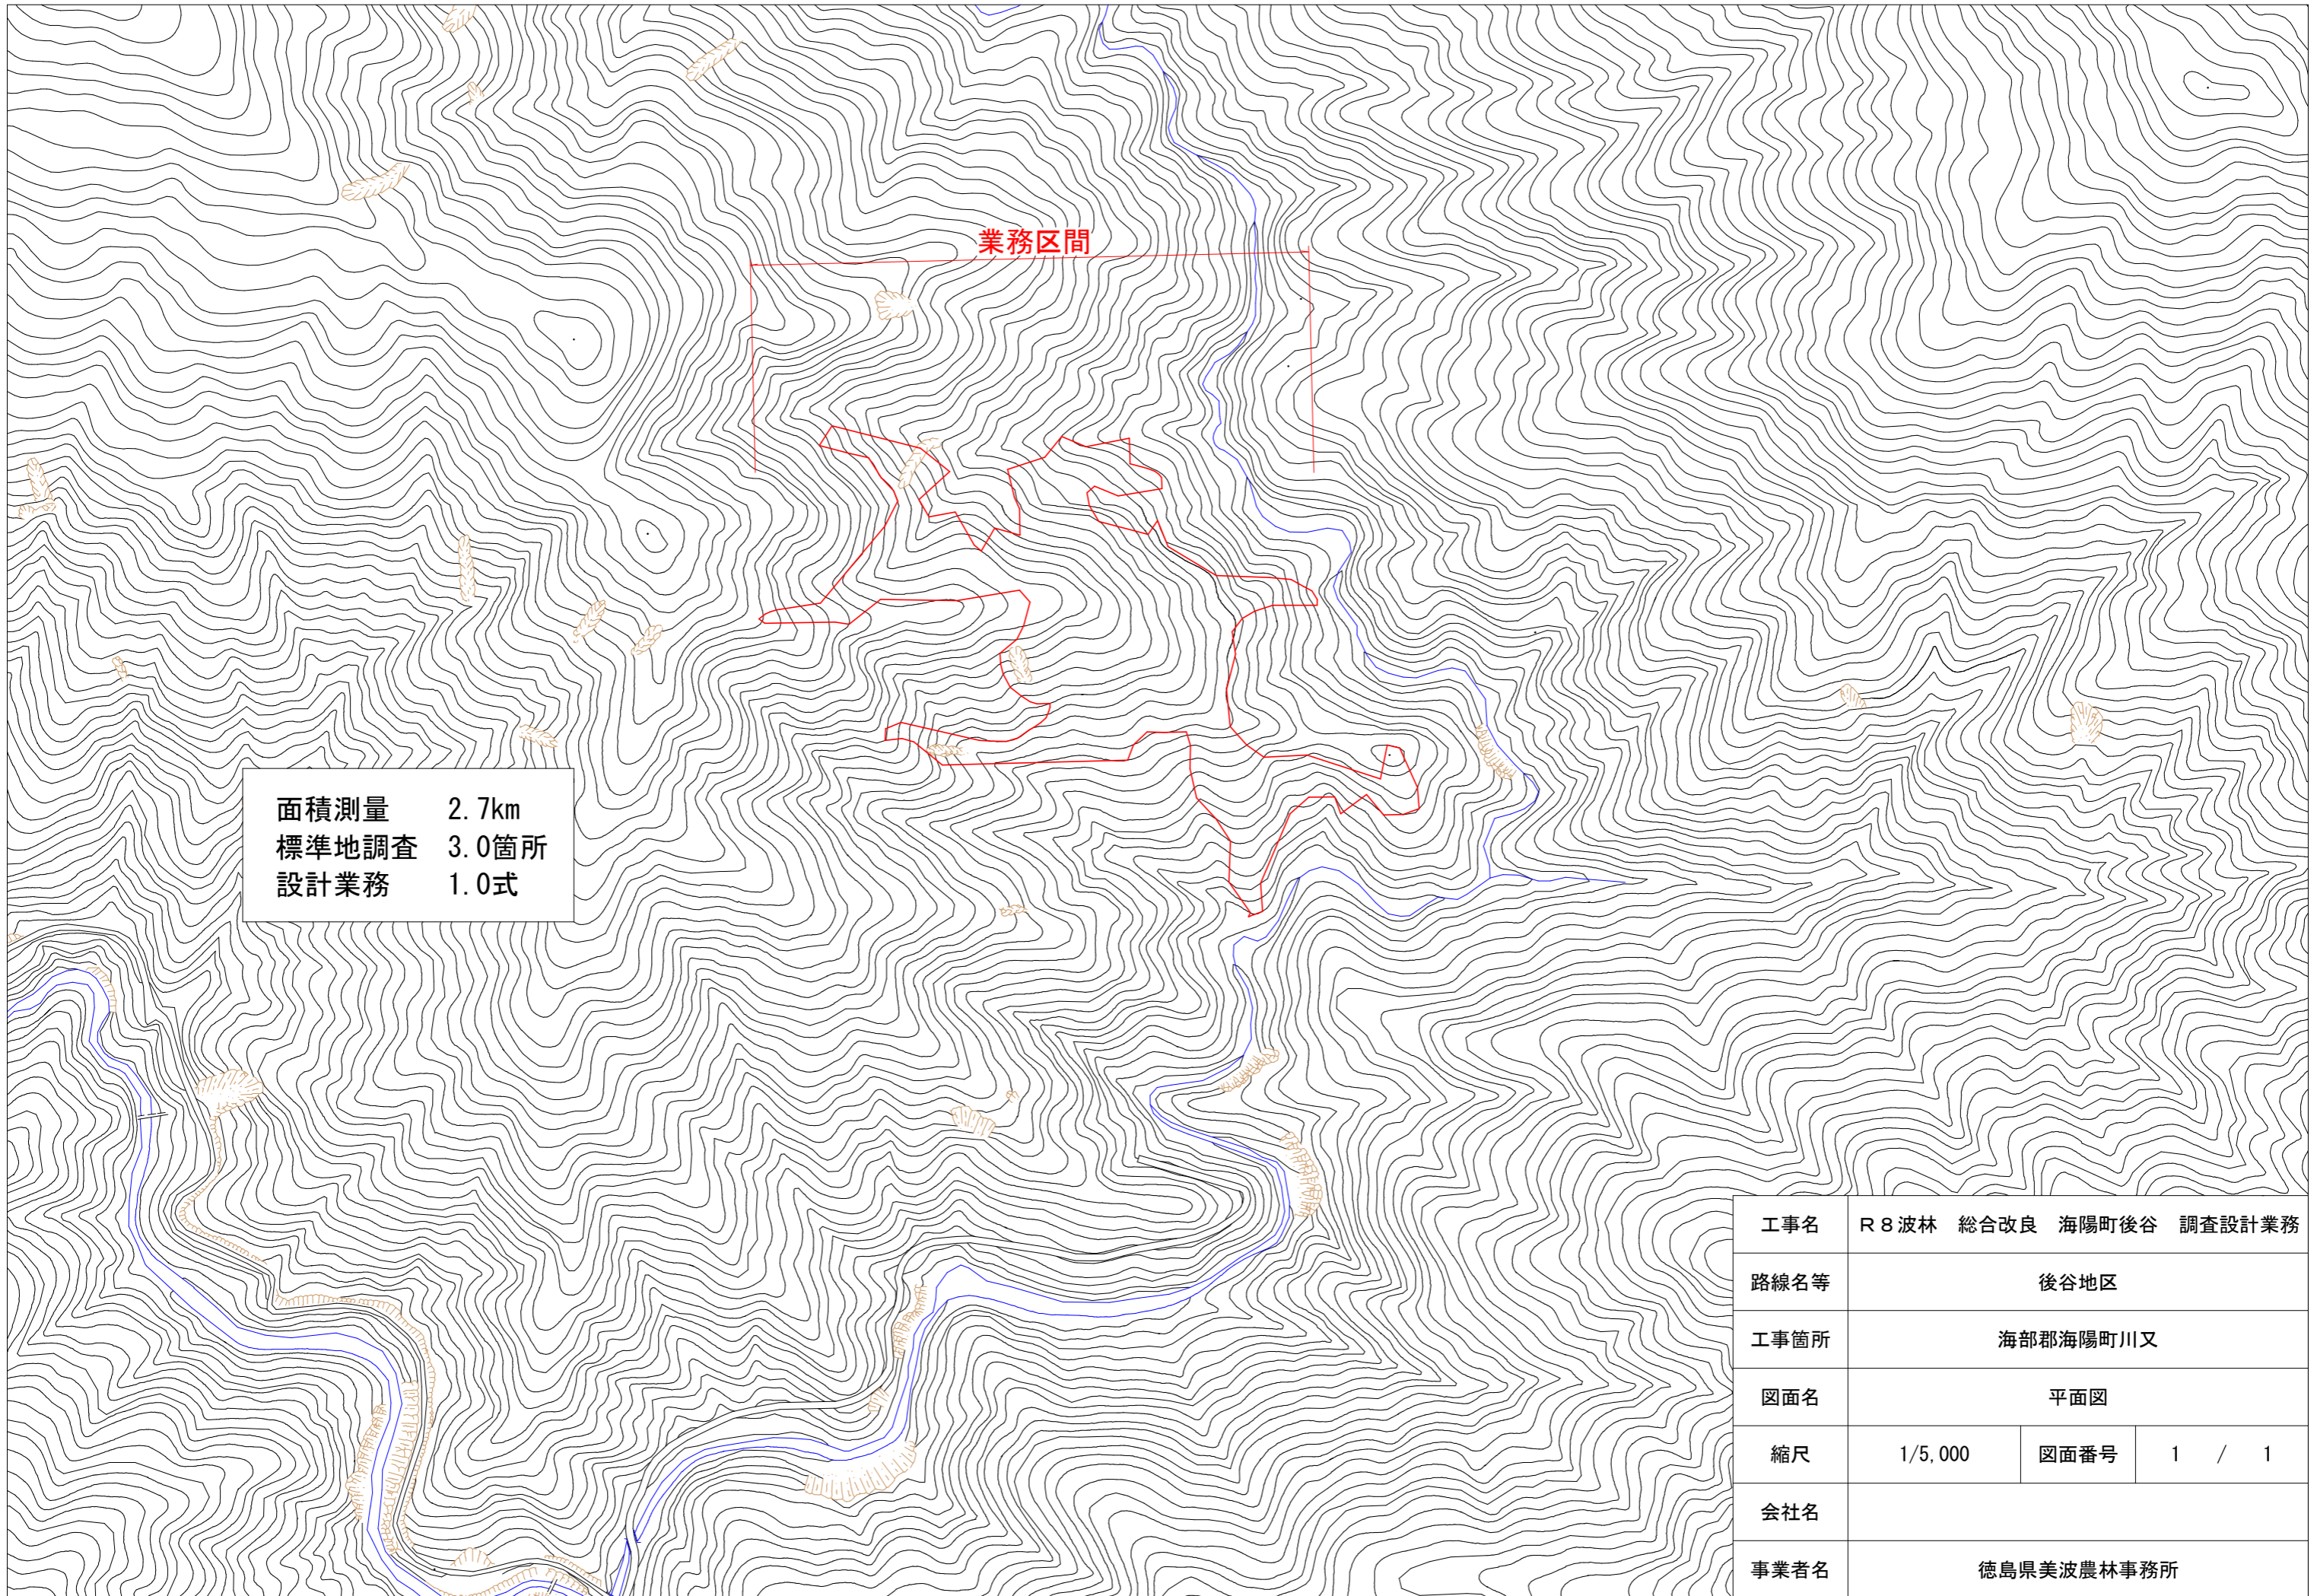 業務区間
面積測量 2.7km
標準地調査 3.0箇所
設計業務 1.0式
工事名 R8波林 総合改良 海陽町後谷 調査設計業務
路線名等 後谷地区
工事箇所 海部郡海陽町川又
図面名 平面図
縮尺 1/5,000 図面番号 1 / 1
会社名
事業者名 徳島県美波農林事務所